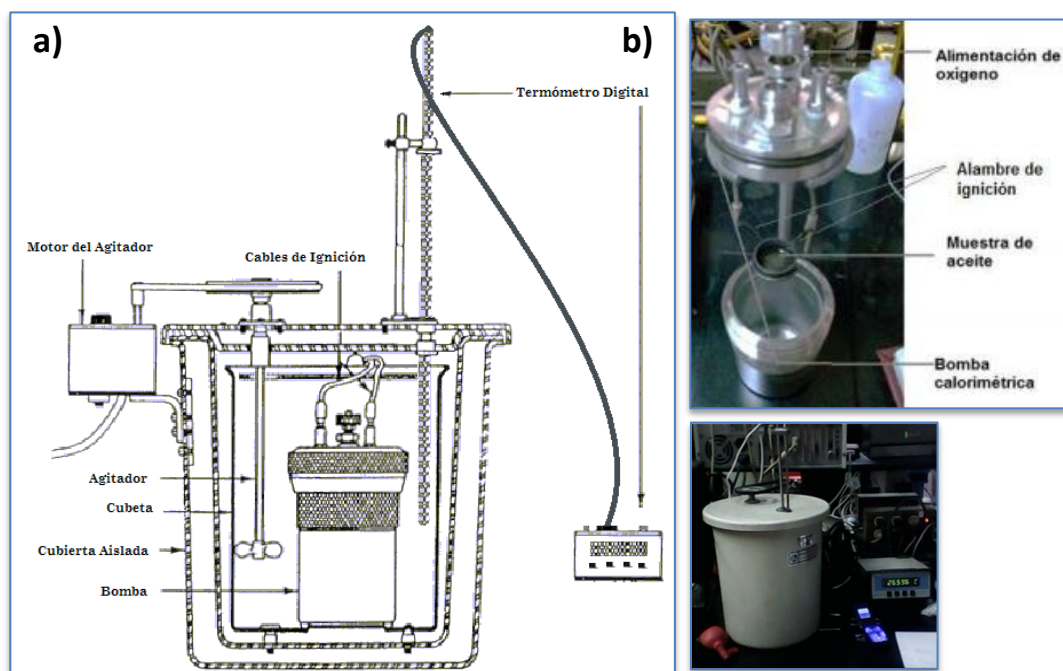 a)
b)
Termómetro Digital
Motor del Agitador
Cables de Ignición
Agitador
Cubeta
Cubierta Aislada
Bomba
Alimentación de
oxigeno
Alambre de
ignición
Muestra de
aceite
Bomba
calorimétrica